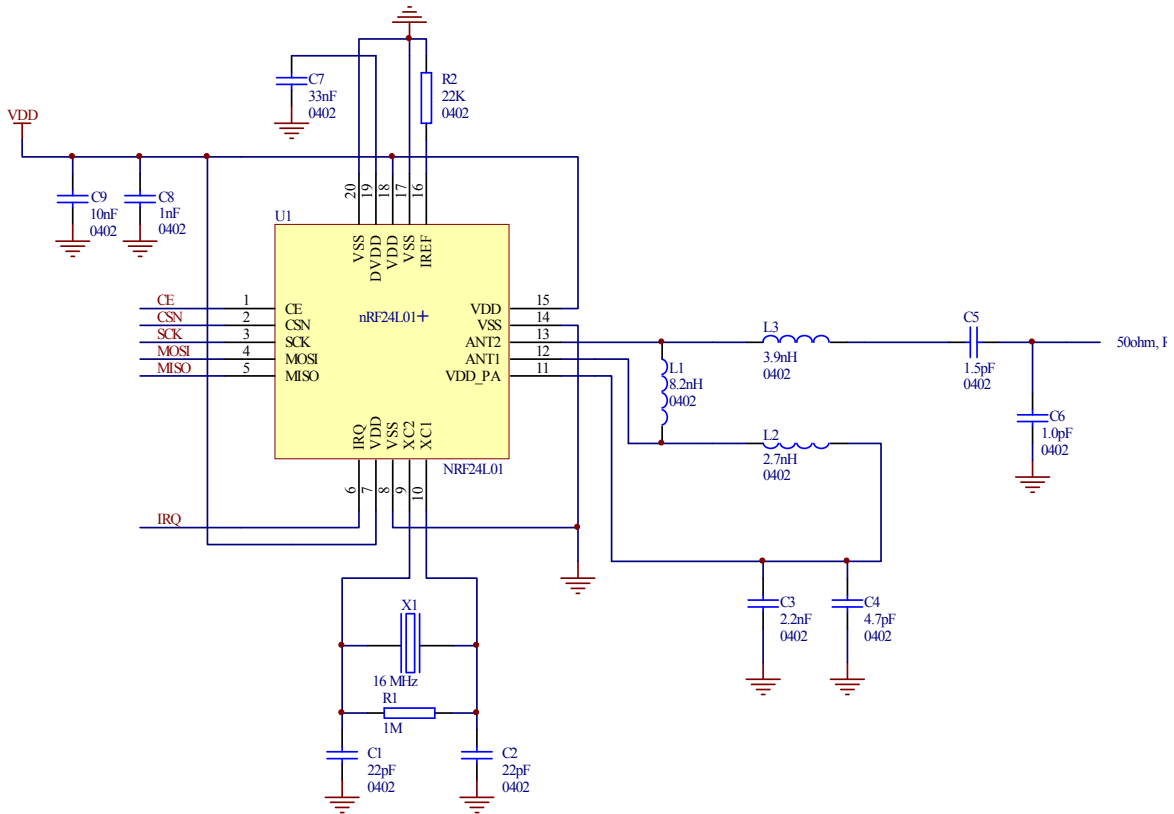 C7
33nF
0402
R2
22K
0402
VDD
C9
10nF
0402
C8
1nF
0402
20
19
18
17
16
U1
VSS
DVDD
VDD
VSS
IREF
CE
CSN
SCK
MOSI
MISO
1
2
3
4
5
CE
CSN
SCK
MOSI
MISO
nRF24L01+
VDD
VSS
ANT2
ANT1
VDD_PA
15
14
13
12
11
IRQ
VDD
VSS
XC2
XC1
NRF24L01
6
7
8
9
10
IRQ
L3
3.9nH
0402
L1
8.2nH
0402
L2
2.7nH
0402
C5
1.5pF
0402
50ohm,
C6
1.0pF
0402
C3
2.2nF
0402
C4
4.7pF
0402
X1
16 MHz
R1
1M
C1
22pF
0402
C2
22pF
0402